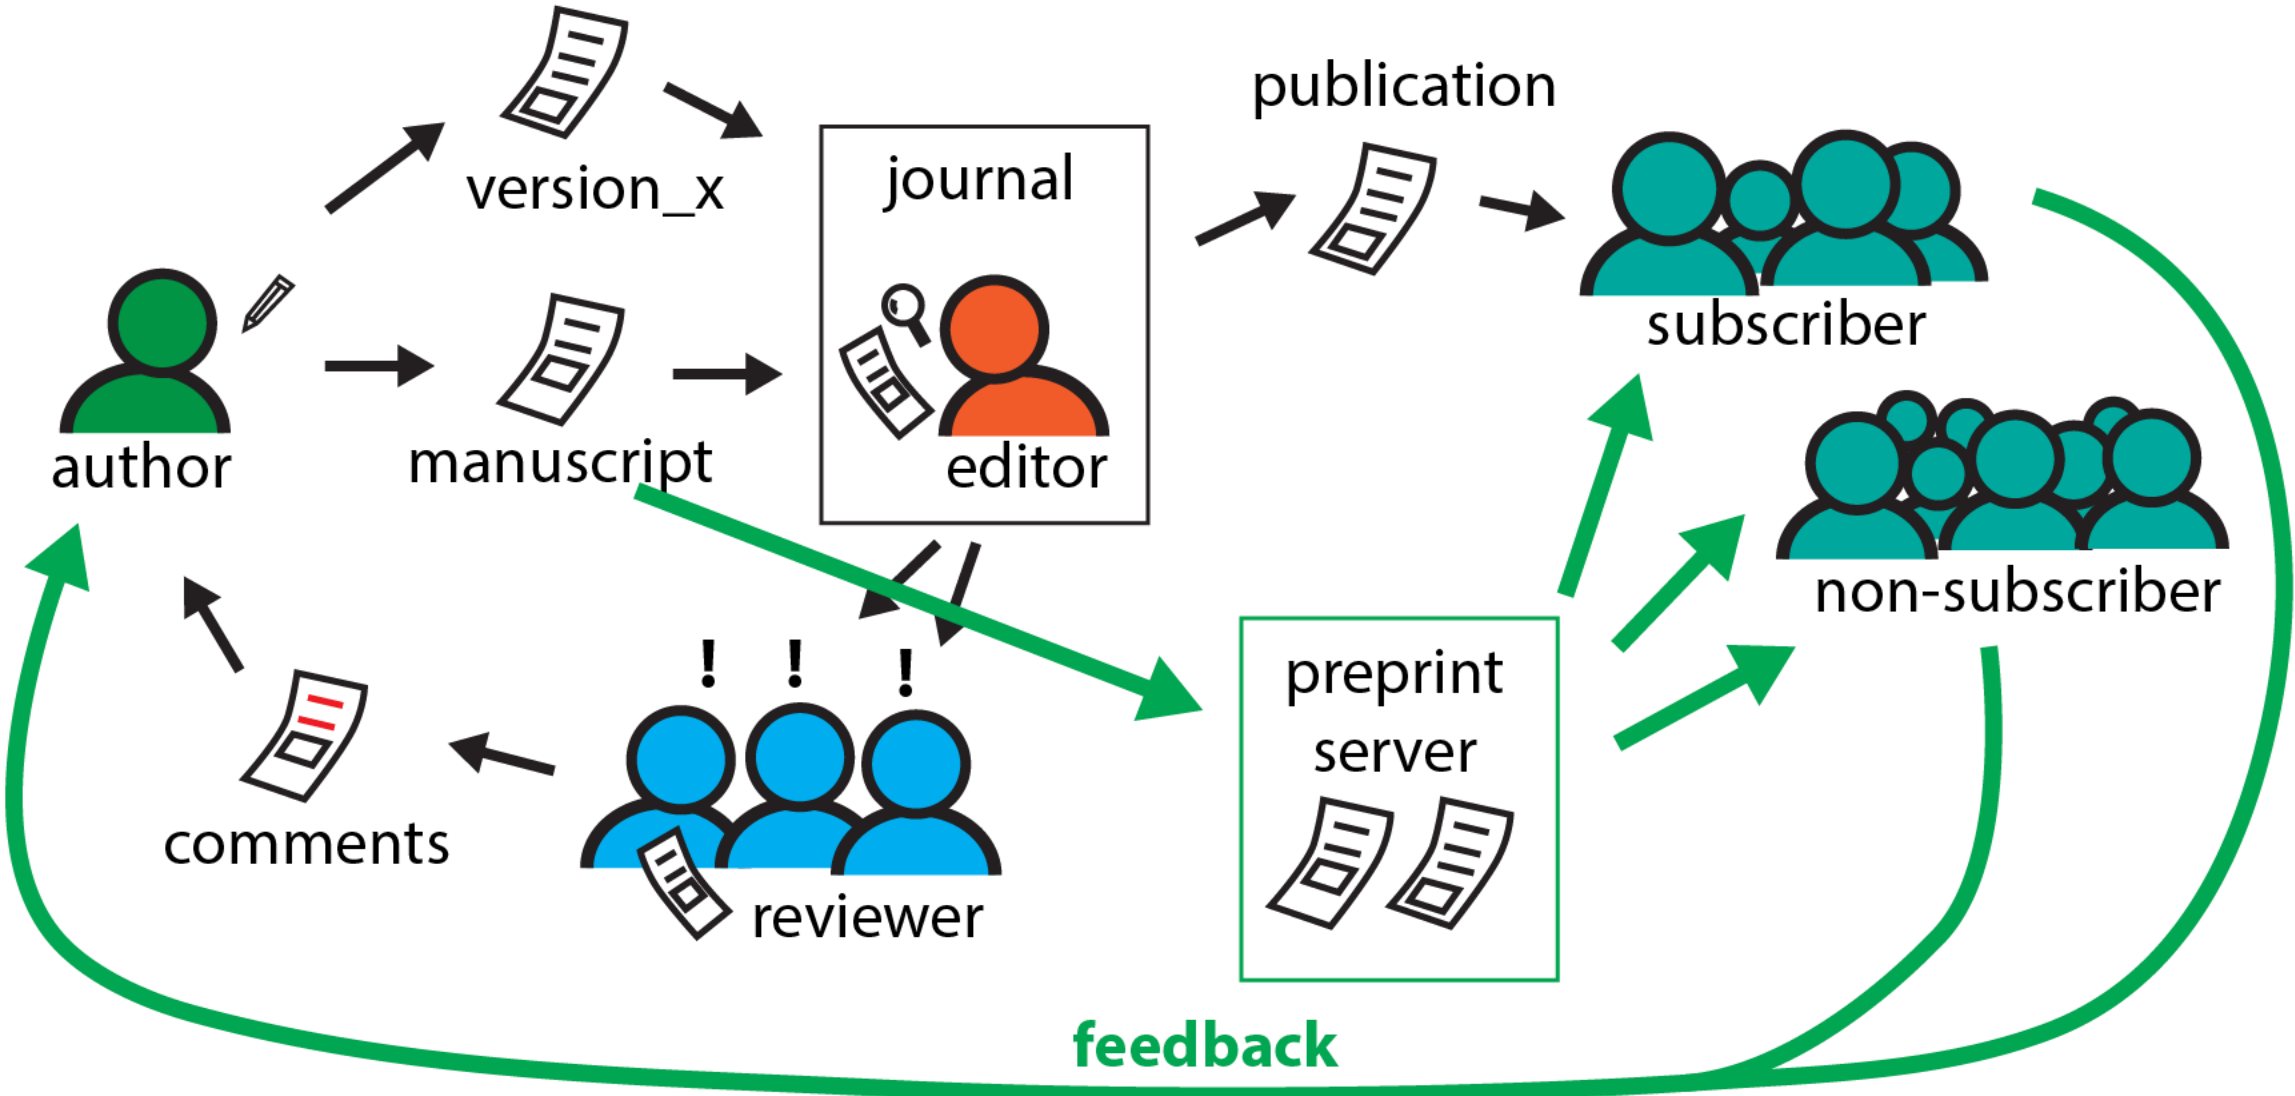 publication
version_x
journal
subscriber
author
manuscript
editor
non-subscriber
! ! !
preprint
server
comments
reviewer
feedback